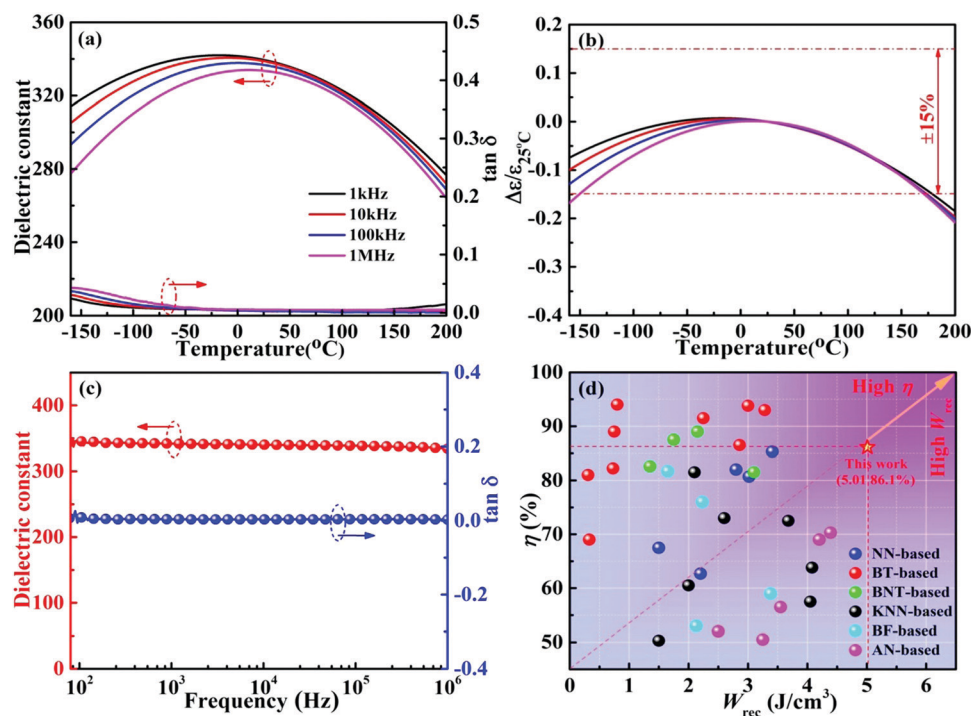 (a)
Dielectric constant
360
320
280
240
200
0.5
0.4
0.3
0.2
0.1
0.0
tan δ
1kHz
10kHz
100kHz
1MHz
-150 -100 -50 0 50 100 150 200
Temperature(°C)
(b)
Δε/ε25°C
0.2
0.1
0.0
-0.1
-0.2
-0.3
-0.4
±15%
-150 -100 -50 0 50 100 150 200
Temperature(°C)
(c)
Dielectric constant
400
300
200
100
0
0.4
0.2
0.0
-0.2
-0.4
tan δ
10² 10³ 10⁴ 10⁵ 10⁶
Frequency (Hz)
(d)
η (%)
100
90
80
70
60
50
High η
High Wrec
This work
(5.01,86.1%)
NN-based
BT-based
BNT-based
KNN-based
BF-based
AN-based
0 1 2 3 4 5 6
Wrec (J/cm³)